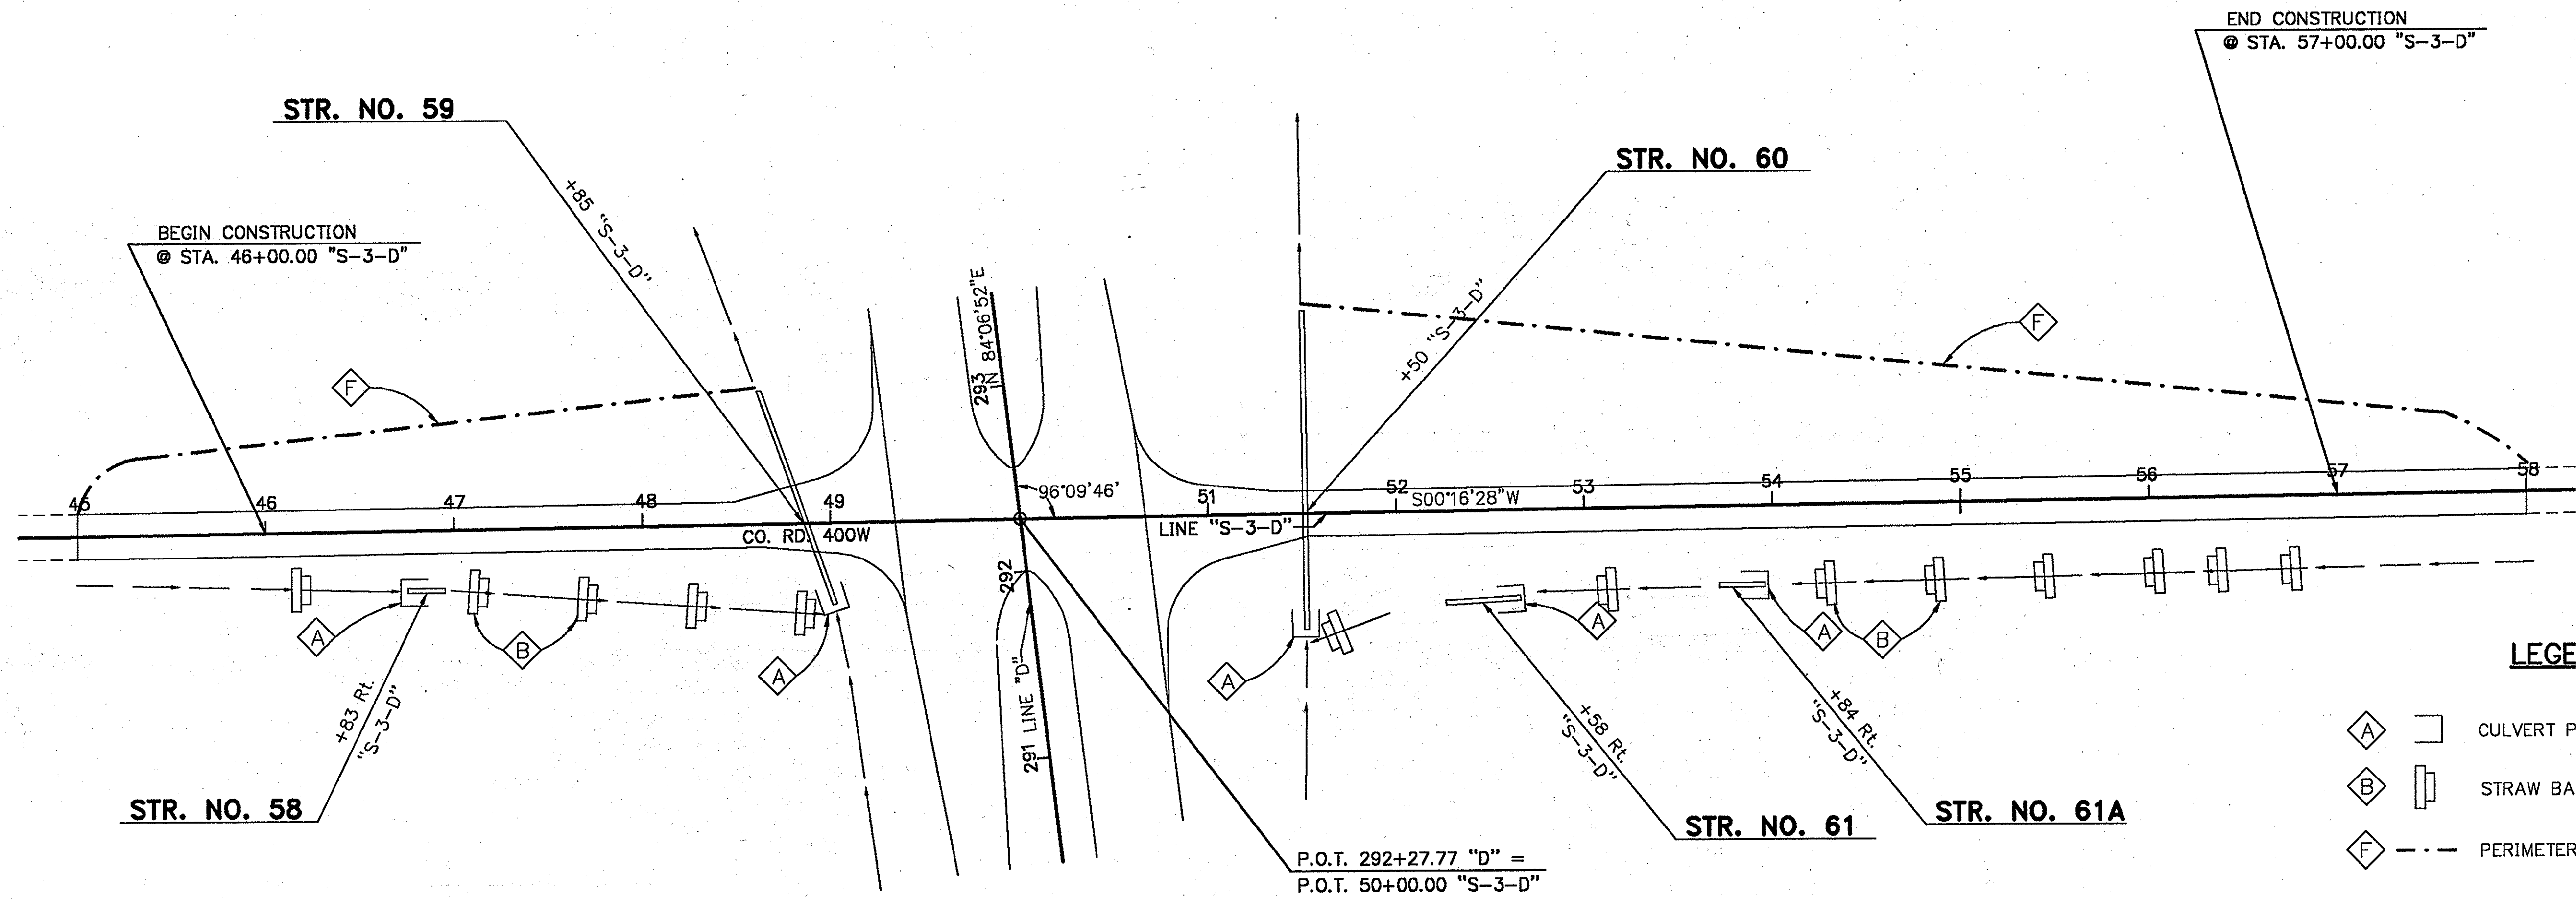 END CONSTRUCTION
@ STA. 57+00.00 "S-3-D"
STR. NO. 59
STR. NO. 60
+85 "S-3-D"
BEGIN CONSTRUCTION
@ STA. 46+00.00 "S-3-D"
+50 "S-3-D"
F
F
293
IN 84°06'52"E
45
46
47
48
49
96°09'46'
51
52
S00°16'28"W
53
54
55
56
57
58
CO. RD. 400W
LINE "S-3-D"
292
A
B
A
A
A
A
B
291 LINE "D"
+83 Rt.
"S-3-D"
+58 Rt.
"S-3-D"
+84 Rt.
"S-3-D"
STR. NO. 58
STR. NO. 61
STR. NO. 61A
P.O.T. 292+27.77 "D" =
P.O.T. 50+00.00 "S-3-D"
LEGE
A CULVERT P
B STRAW BA
F PERIMETER